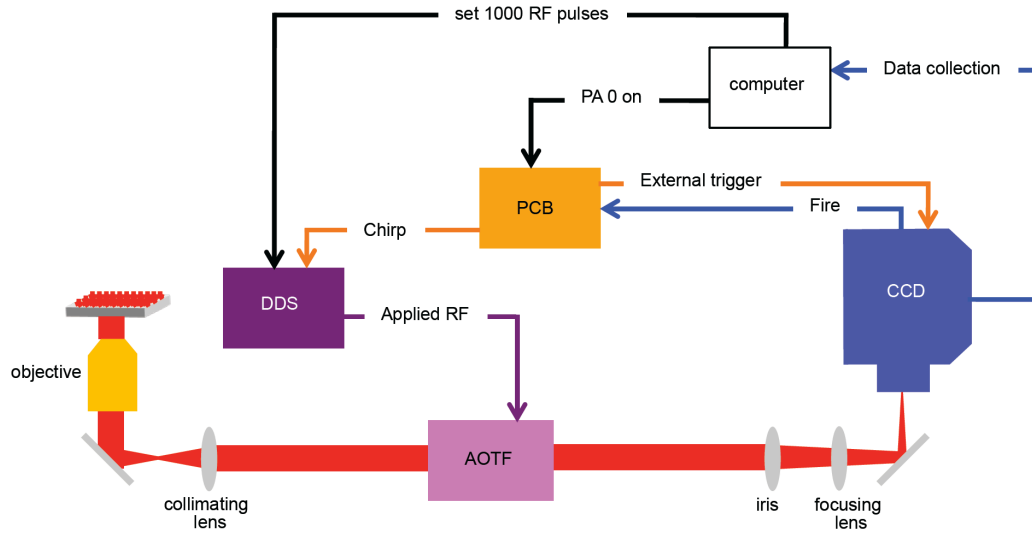 set 1000 RF pulses
computer
Data collection
PA 0 on
External trigger
PCB
Fire
Chirp
CCD
DDS
Applied RF
objective
AOTF
collimating
lens
iris
focusing
lens